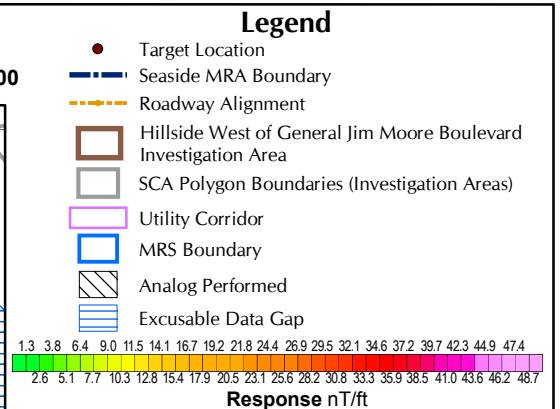 Legend
00
Target Location
Seaside MRA Boundary
Roadway Alignment
Hillside West of General Jim Moore Boulevard
Investigation Area
SCA Polygon Boundaries (Investigation Areas)
Utility Corridor
MRS Boundary
Analog Performed
Excusable Data Gap
1.3 3.8 6.4 9.0 11.5 14.1 16.7 19.2 21.8 24.4 26.9 29.5 32.1 34.6 37.2 39.7 42.3 44.9 47.4
2.6 5.1 7.7 10.3 12.8 15.4 17.9 20.5 23.1 25.6 28.2 30.8 33.3 35.9 38.5 41.0 43.6 46.2 48.7
Response nT/ft